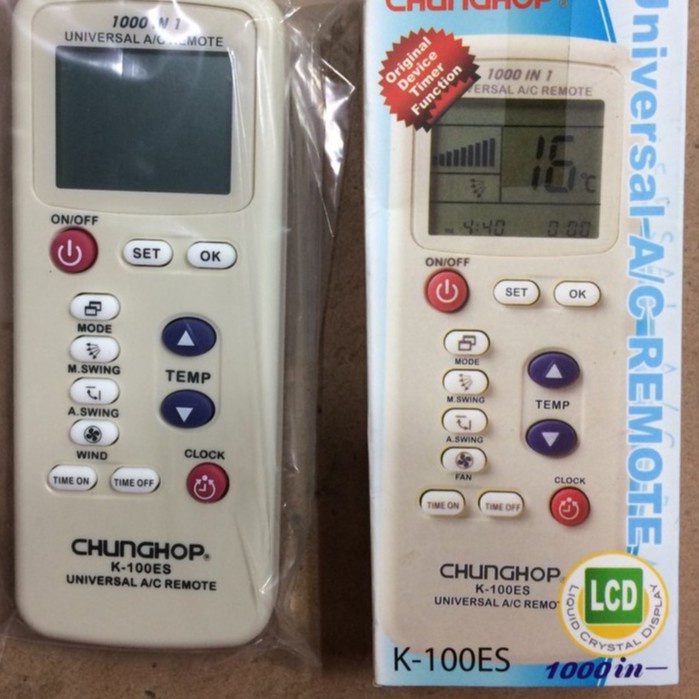 1000 IN 1
UNIVERSAL A/C REMOTE
ON/OFF
SET
OK
MODE
M.SWING
A.SWING
WIND
TEMP
CLOCK
TIME ON
TIME OFF
CHUNGHOP®
K-100ES
UNIVERSAL A/C REMOTE
CHUNGHOP
Original
Device
Timer
Function
1000 IN 1
UNIVERSAL A/C REMOTE
16 °C
4:40
0:00
ON/OFF
SET
OK
MODE
M.SWING
A.SWING
FAN
TEMP
CLOCK
TIME ON
TIME OFF
CHUNGHOP
K-100ES
UNIVERSAL A/C REMO
Universal A/C REMOTE
LCD
LIQUID CRYSTAL DISPLAY
K-100ES
1000 in